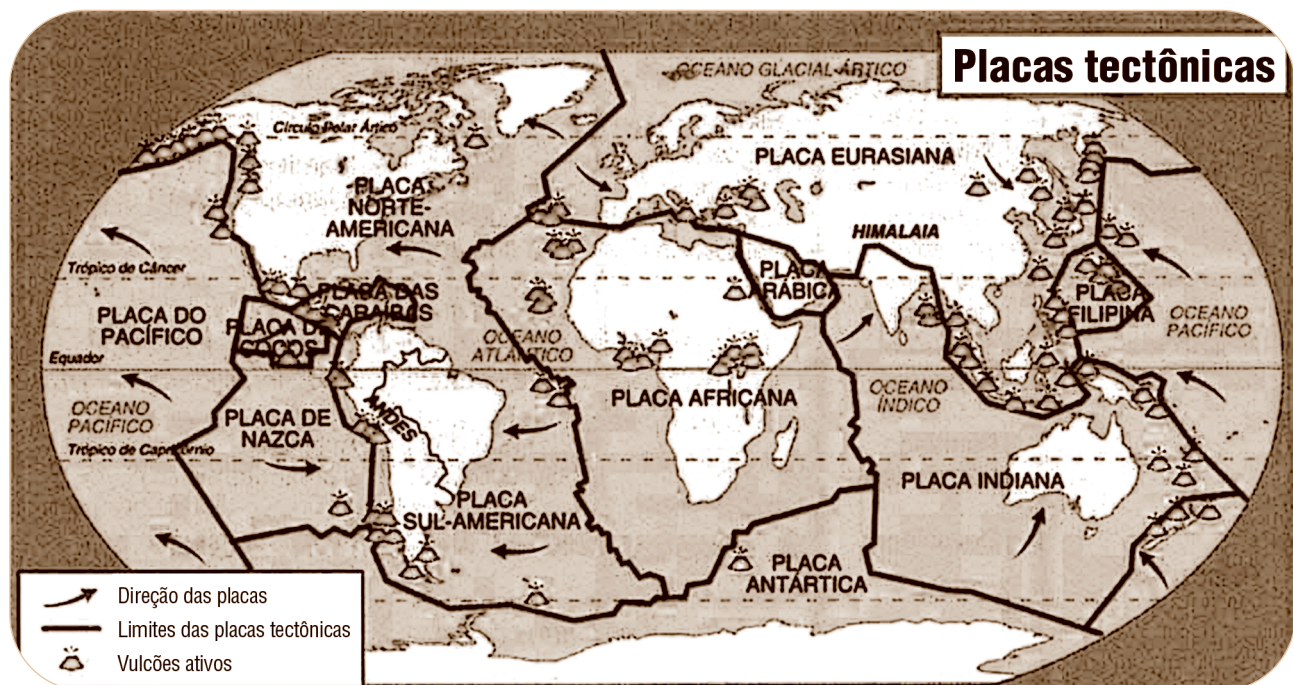 Placas tectônicas
OCEANO GLACIAL ÁRTICO
Círculo Polar Ártico
PLACA EURASIANA
PLACA
NORTE-
AMERICANA
HIMALAIA
Trópico de Câncer
PLACA
ARÁBICA
PLACA DAS
CARAÍBAS
PLACA
FILIPINA
PLACA DO
PACÍFICO
PLACA DE
COCOS
OCEANO
PACÍFICO
OCEANO
ATLÂNTICO
Equador
PLACA AFRICANA
OCEANO
ÍNDICO
OCEANO
PACÍFICO
ANDES
PLACA DE
NAZCA
Trópico de Capricórnio
PLACA INDIANA
PLACA
SUL-AMERICANA
PLACA
ANTÁRTICA
Direção das placas
Limites das placas tectônicas
Vulcões ativos